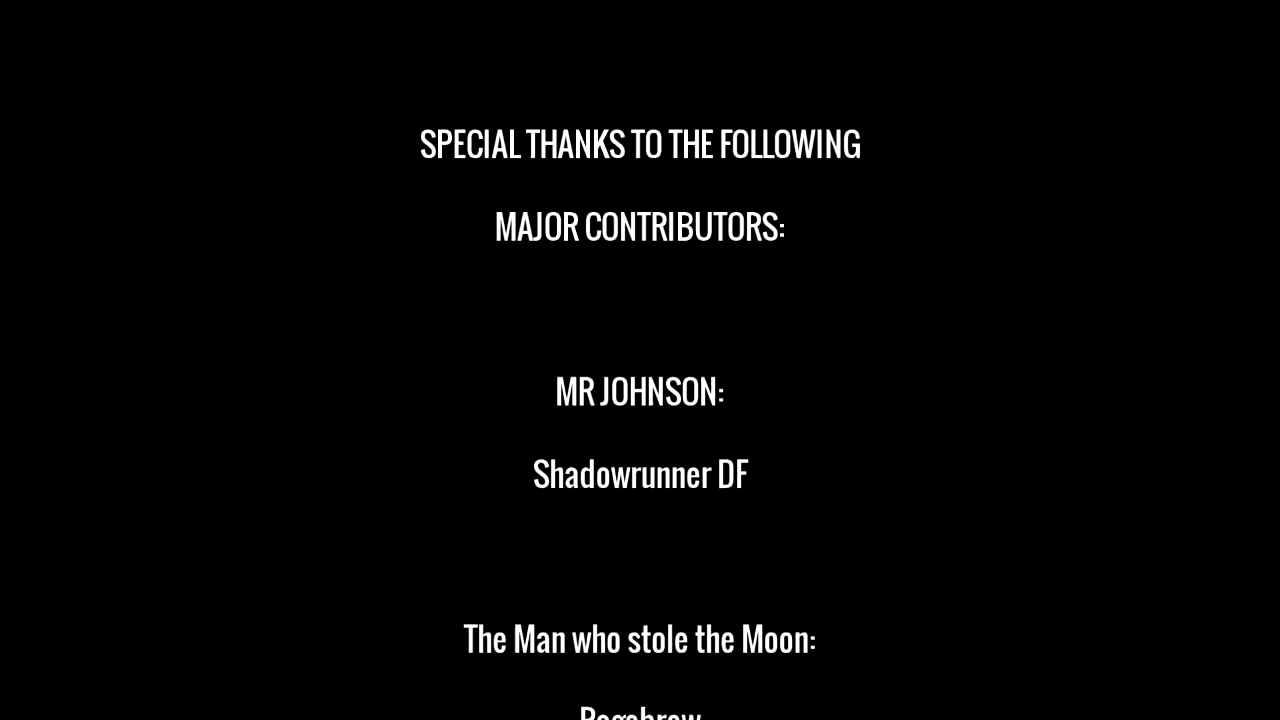 SPECIAL THANKS TO THE FOLLOWING
MAJOR CONTRIBUTORS:
MR JOHNSON:
Shadowrunner DF
The Man who stole the Moon: